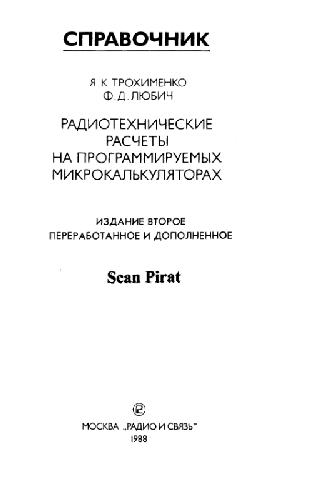 СПРАВОЧНИК
Я. К. ТРОХИМЕНКО
Ф. Д. ЛЮБИЧ
РАДИОТЕХНИЧЕСКИЕ
РАСЧЕТЫ
НА ПРОГРАММИРУЕМЫХ
МИКРОКАЛЬКУЛЯТОРАХ
ИЗДАНИЕ ВТОРОЕ
ПЕРЕРАБОТАННОЕ И ДОПОЛНЕННОЕ
Scan Pirat
МОСКВА „РАДИО И СВЯЗЬ"
1988